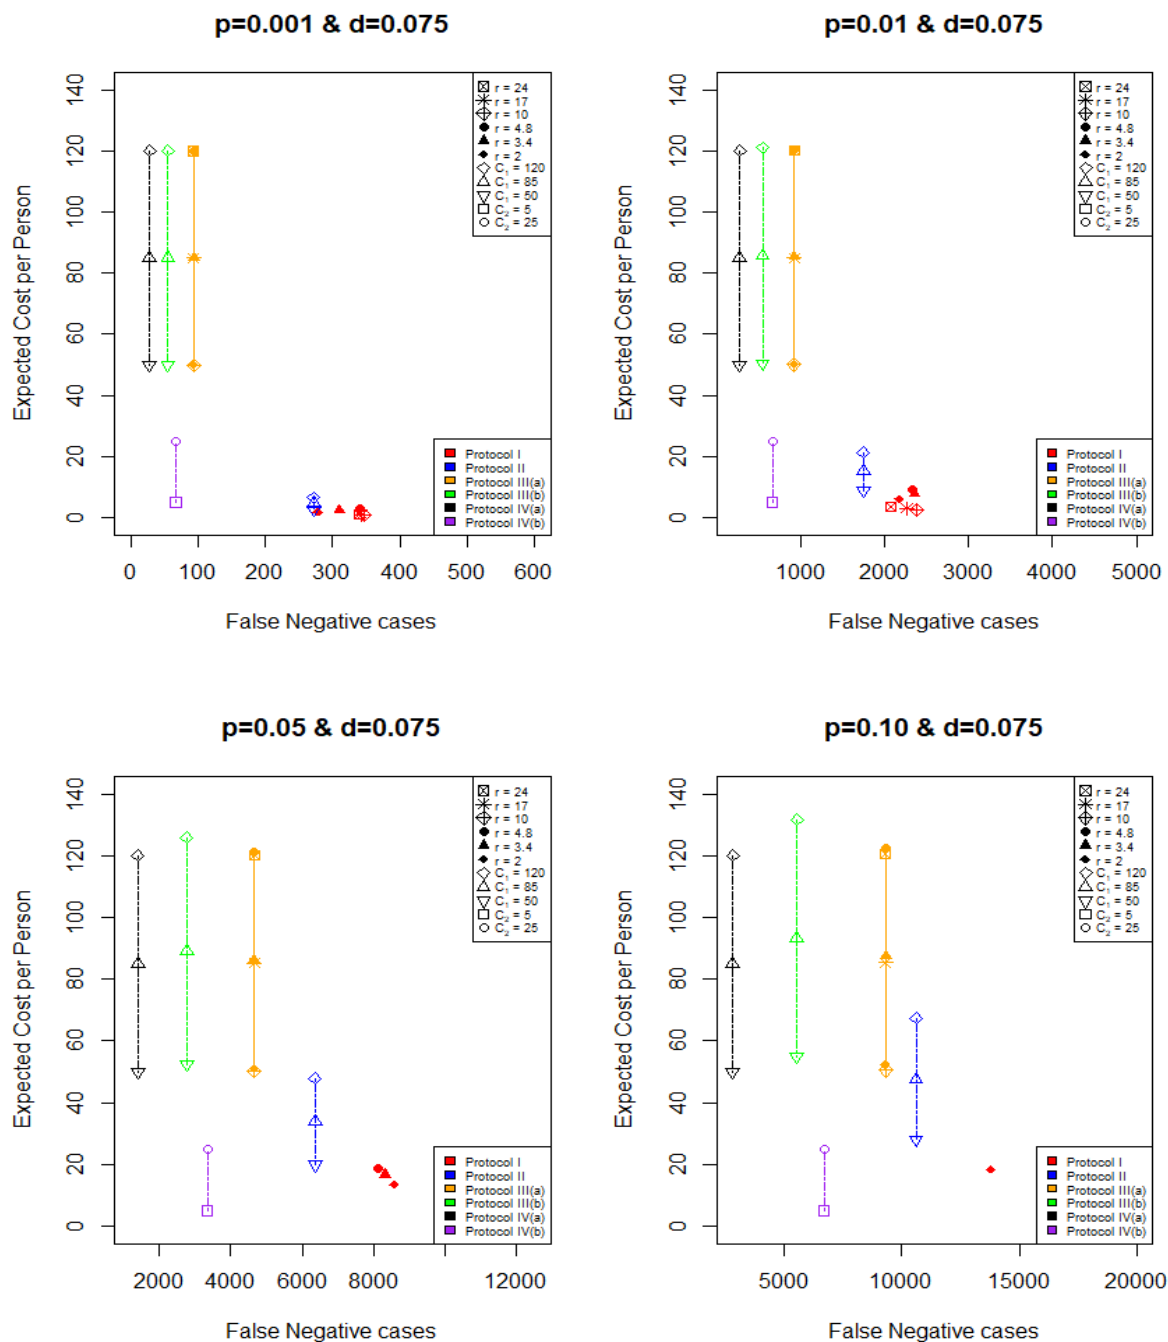 p=0.001 & d=0.075
Expected Cost per Person
0 20 40 60 80 100 120 140
r = 24
r = 17
r = 10
r = 4.8
r = 3.4
r = 2
C₁ = 120
C₁ = 85
C₁ = 50
C₂ = 5
C₂ = 25
Protocol I
Protocol II
Protocol III(a)
Protocol III(b)
Protocol IV(a)
Protocol IV(b)
0 100 200 300 400 500 600
False Negative cases
p=0.01 & d=0.075
Expected Cost per Person
0 20 40 60 80 100 120 140
r = 24
r = 17
r = 10
r = 4.8
r = 3.4
r = 2
C₁ = 120
C₁ = 85
C₁ = 50
C₂ = 5
C₂ = 25
Protocol I
Protocol II
Protocol III(a)
Protocol III(b)
Protocol IV(a)
Protocol IV(b)
1000 2000 3000 4000 5000
False Negative cases
p=0.05 & d=0.075
Expected Cost per Person
0 20 40 60 80 100 120 140
r = 24
r = 17
r = 10
r = 4.8
r = 3.4
r = 2
C₁ = 120
C₁ = 85
C₁ = 50
C₂ = 5
C₂ = 25
Protocol I
Protocol II
Protocol III(a)
Protocol III(b)
Protocol IV(a)
Protocol IV(b)
2000 4000 6000 8000 12000
False Negative cases
p=0.10 & d=0.075
Expected Cost per Person
0 20 40 60 80 100 120 140
r = 24
r = 17
r = 10
r = 4.8
r = 3.4
r = 2
C₁ = 120
C₁ = 85
C₁ = 50
C₂ = 5
C₂ = 25
Protocol I
Protocol II
Protocol III(a)
Protocol III(b)
Protocol IV(a)
Protocol IV(b)
5000 10000 15000 20000
False Negative cases